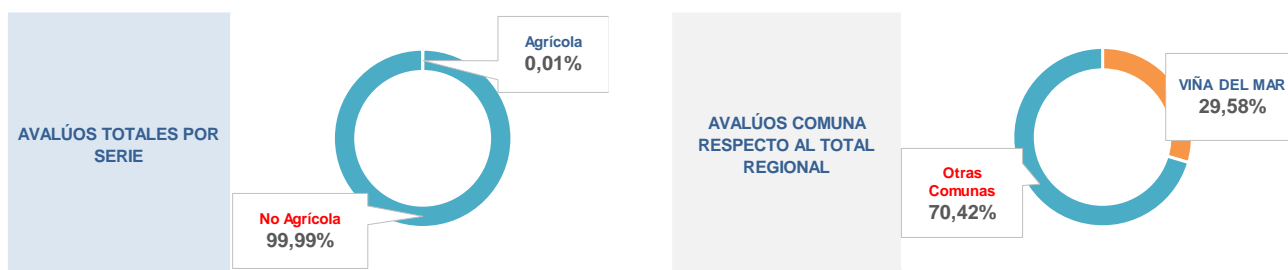 AVALÚOS TOTALES POR
SERIE
Agrícola
0,01%
No Agrícola
99,99%
AVALÚOS COMUNA
RESPECTO AL TOTAL
REGIONAL
VIÑA DEL MAR
29,58%
Otras
Comunas
70,42%